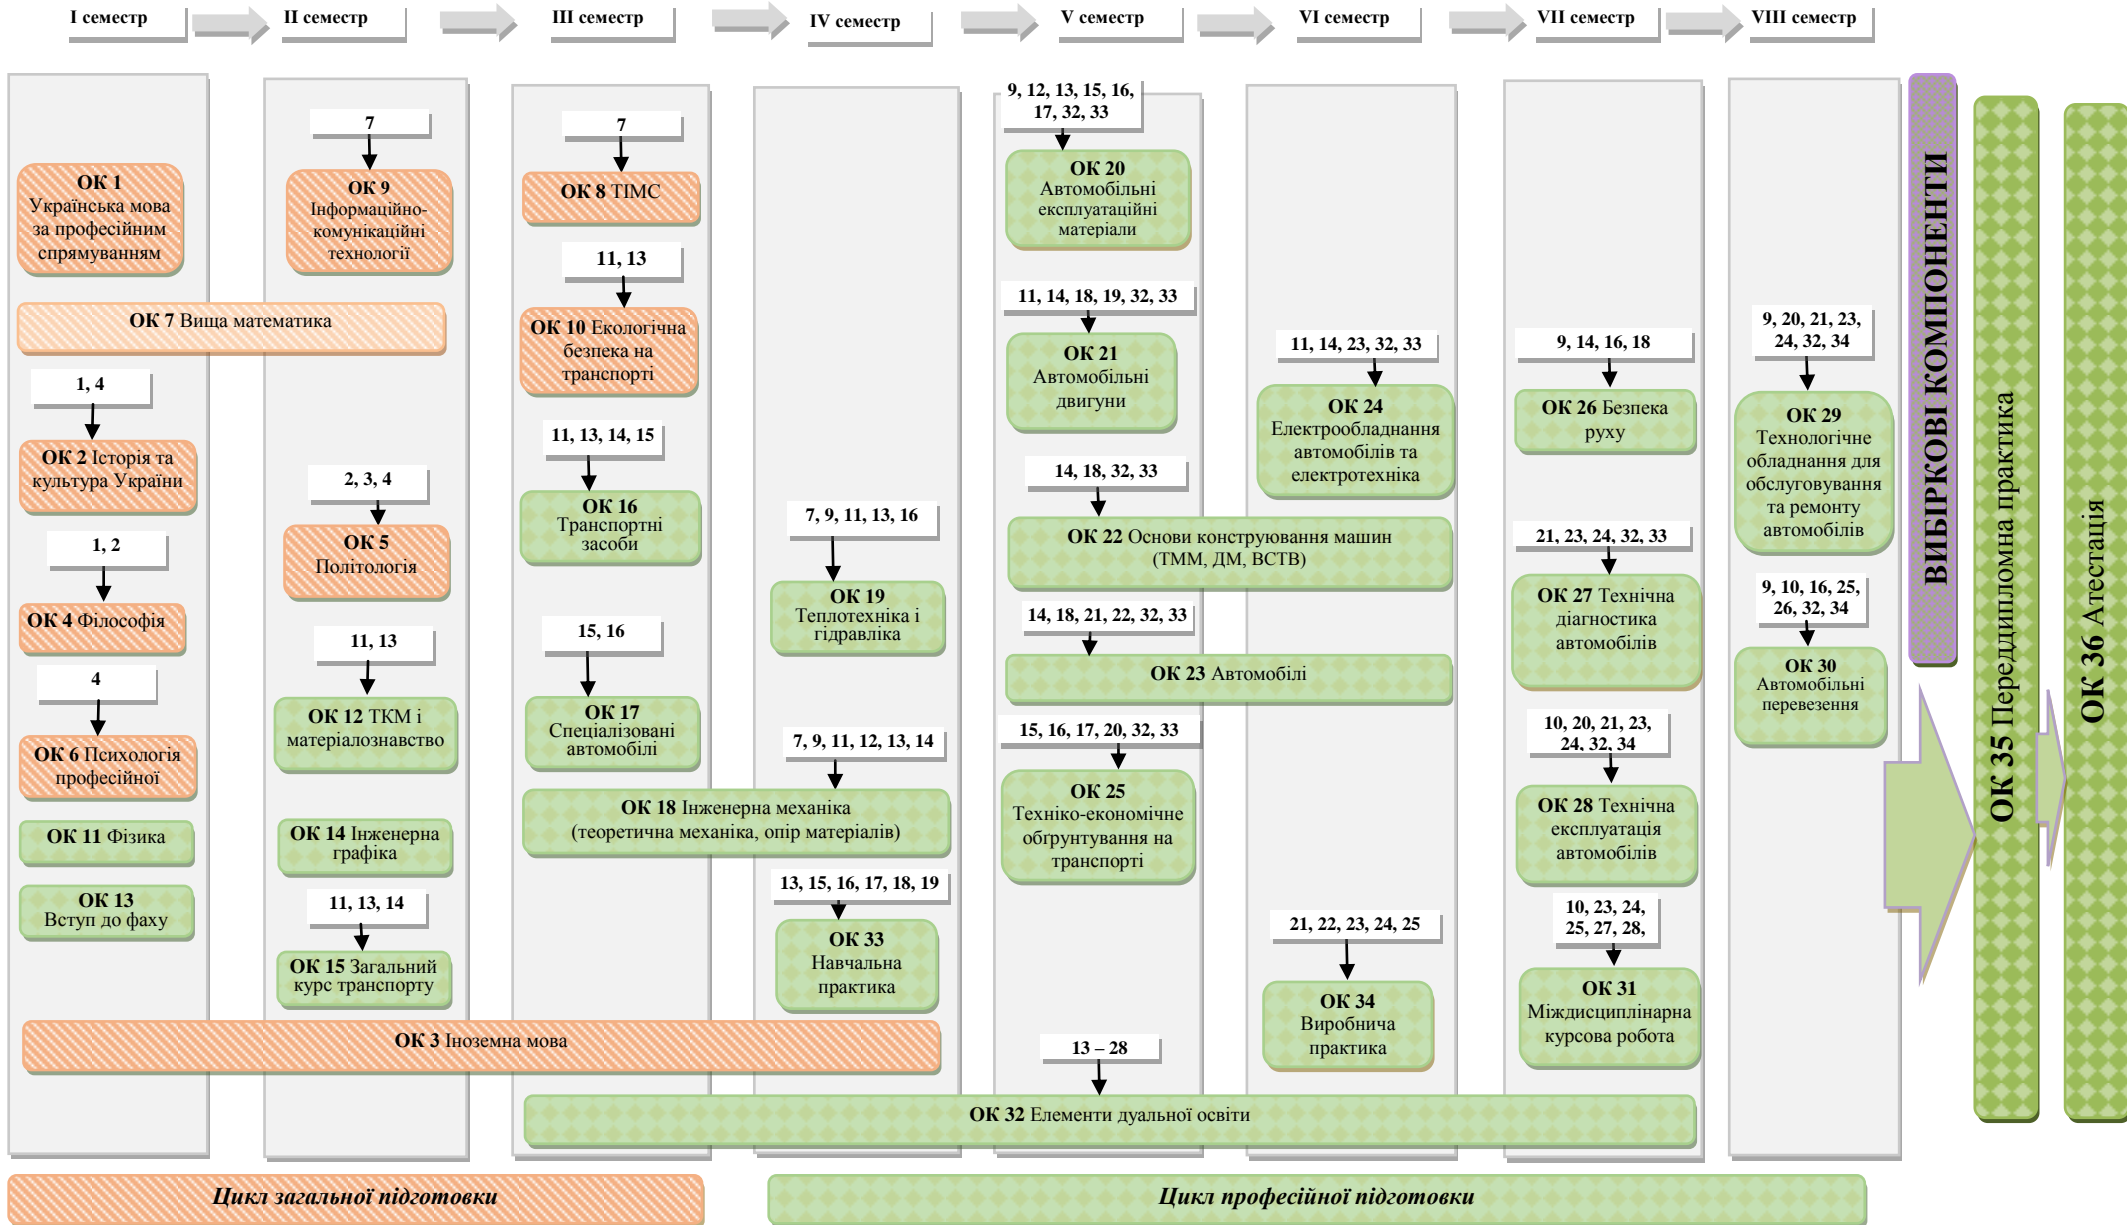 I семестр
II семестр
III семестр
IV семестр
V семестр
VI семестр
VII семестр
VIII семестр
ОК 1
Українська мова
за професійним
спрямуванням
ОК 7 Вища математика
1, 4
ОК 2 Історія та
культура України
1, 2
ОК 4 Філософія
4
ОК 6 Психологія
професійної
ОК 11 Фізика
ОК 13
Вступ до фаху
7
ОК 9
Інформаційно-
комунікаційні
технології
2, 3, 4
ОК 5
Політологія
11, 13
ОК 12 ТКМ і
матеріалознавство
ОК 14 Інженерна
графіка
11, 13, 14
ОК 15 Загальний
курс транспорту
ОК 3 Іноземна мова
7
ОК 8 ТІМС
11, 13
ОК 10 Екологічна
безпека на
транспорті
11, 13, 14, 15
ОК 16
Транспортні
засоби
15, 16
ОК 17
Спеціалізовані
автомобілі
7, 9, 11, 13, 16
ОК 19
Теплотехніка і
гідравліка
7, 9, 11, 12, 13, 14
ОК 18 Інженерна механіка
(теоретична механіка, опір матеріалів)
13, 15, 16, 17, 18, 19
ОК 33
Навчальна
практика
9, 12, 13, 15, 16,
17, 32, 33
ОК 20
Автомобільні
експлуатаційні
матеріали
11, 14, 18, 19, 32, 33
ОК 21
Автомобільні
двигуни
14, 18, 32, 33
ОК 22 Основи конструювання машин
(ТММ, ДМ, ВСТВ)
14, 18, 21, 22, 32, 33
ОК 23 Автомобілі
15, 16, 17, 20, 32, 33
ОК 25
Техніко-економічне
обґрунтування на
транспорті
13 – 28
ОК 32 Елементи дуальної освіти
11, 14, 23, 32, 33
ОК 24
Електрообладнання
автомобілів та
електротехніка
21, 22, 23, 24, 25
ОК 34
Виробнича
практика
9, 14, 16, 18
ОК 26 Безпека
руху
21, 23, 24, 32, 33
ОК 27 Технічна
діагностика
автомобілів
10, 20, 21, 23,
24, 32, 34
ОК 28 Технічна
експлуатація
автомобілів
10, 23, 24,
25, 27, 28,
ОК 31
Міждисциплінарна
курсова робота
9, 20, 21, 23,
24, 32, 34
ОК 29
Технологічне
обладнання для
обслуговування
та ремонту
автомобілів
9, 10, 16, 25,
26, 32, 34
ОК 30
Автомобільні
перевезення
ВИБІРКОВІ КОМПОНЕНТИ
ОК 35 Переддипломна практика
ОК 36 Атестація
Цикл загальної підготовки
Цикл професійної підготовки